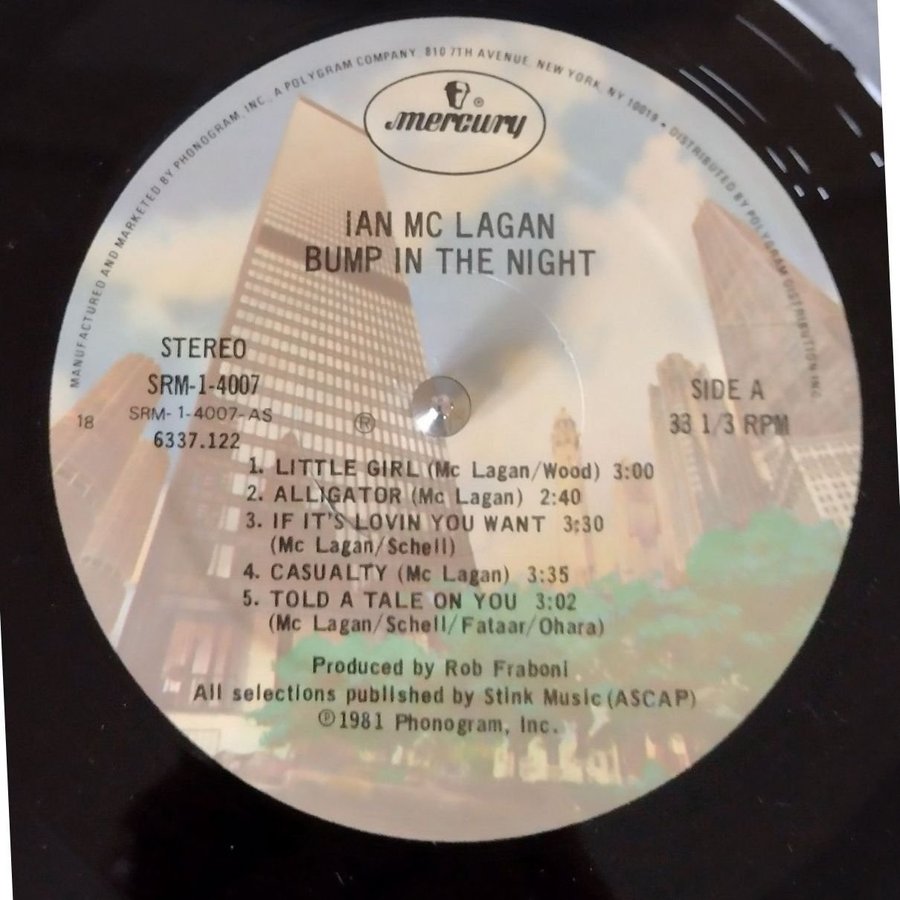 MANUFACTURED AND MARKETED BY PHONOGRAM, INC., A POLYGRAM COMPANY, 810 7TH AVENUE, NEW YORK, NY 10019 • DISTRIBUTED BY POLYGRAM DISTRIBUTION INC.
®
mercury
IAN MC LAGAN
BUMP IN THE NIGHT
STEREO
SRM-1-4007
SRM-1-4007-AS
18
6337.122
Ⓡ
SIDE A
33 1/3 RPM
1. LITTLE GIRL (Mc Lagan/Wood) 3:00
2. ALLIGATOR (Mc Lagan) 2:40
3. IF IT'S LOVIN YOU WANT 3:30
(Mc Lagan/Schell)
4. CASUALTY (Mc Lagan) 3:35
5. TOLD A TALE ON YOU 3:02
(Mc Lagan/Schell/Fataar/Ohara)
Produced by Rob Fraboni
All selections published by Stink Music (ASCAP)
℗1981 Phonogram, Inc.